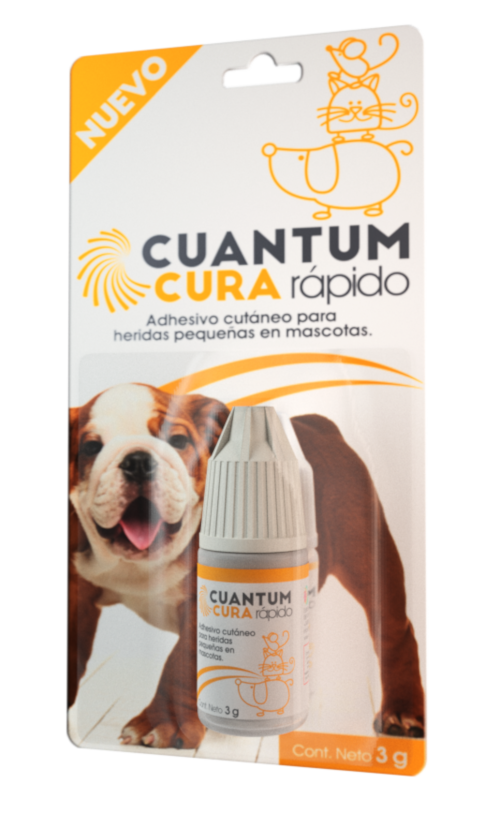 NUEVO
CUANTUM
CURA rápido
Adhesivo cutáneo para
heridas pequeñas en mascotas.
CUANTUM
CURA rápido
Adhesivo cutáneo
para heridas
pequeñas en
mascotas.
Cont. Neto 3 g
Cont. Neto 3 g